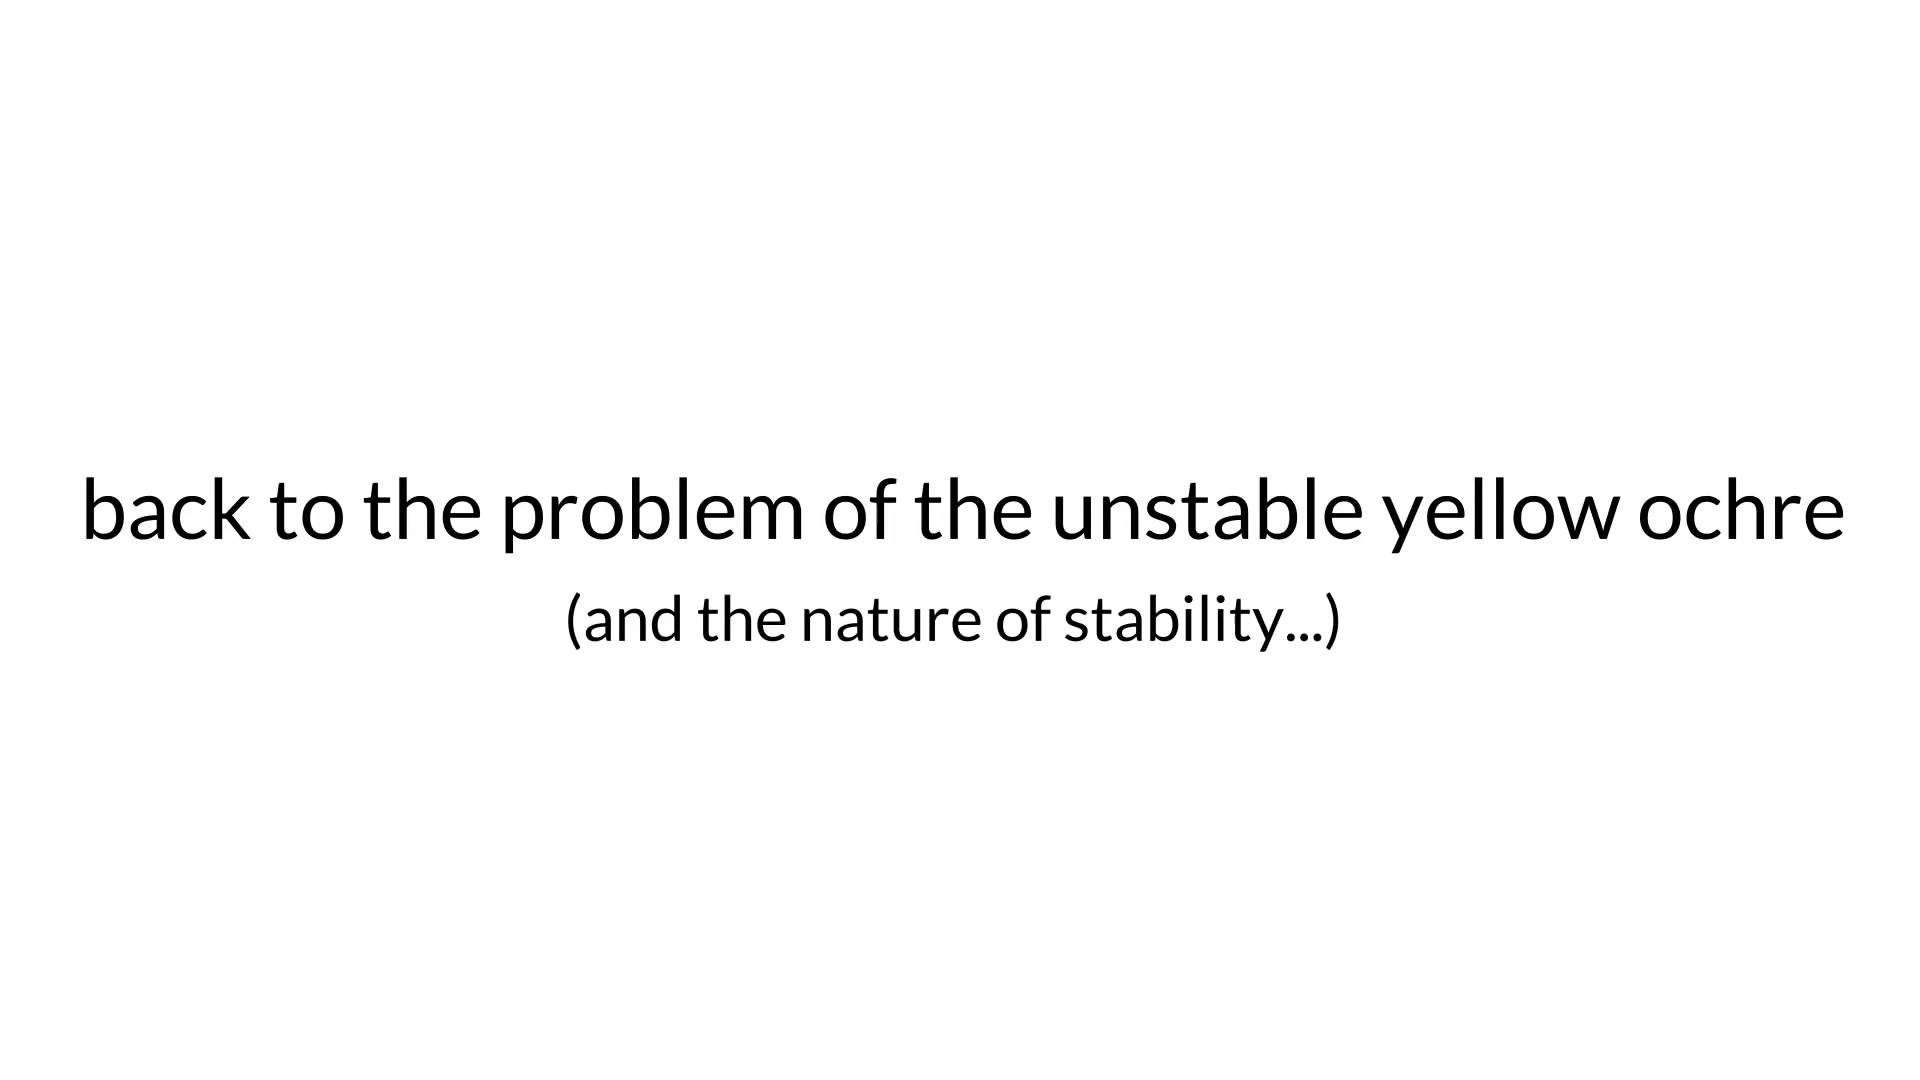 back to the problem of the unstable yellow ochre
(and the nature of stability...)